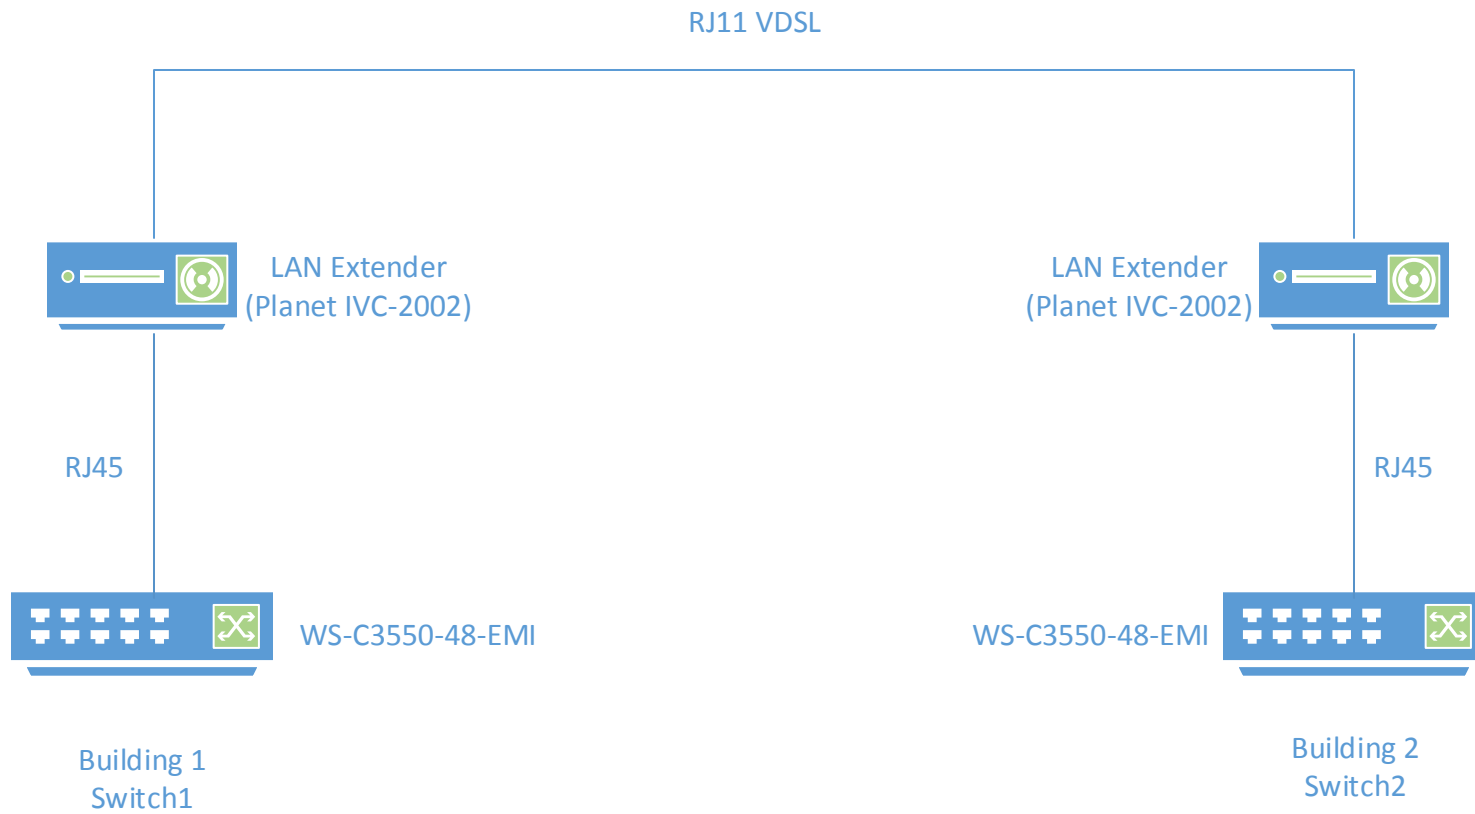 RJ11 VDSL
LAN Extender
(Planet IVC-2002)
LAN Extender
(Planet IVC-2002)
RJ45
RJ45
WS-C3550-48-EMI
WS-C3550-48-EMI
Building 1
Switch1
Building 2
Switch2